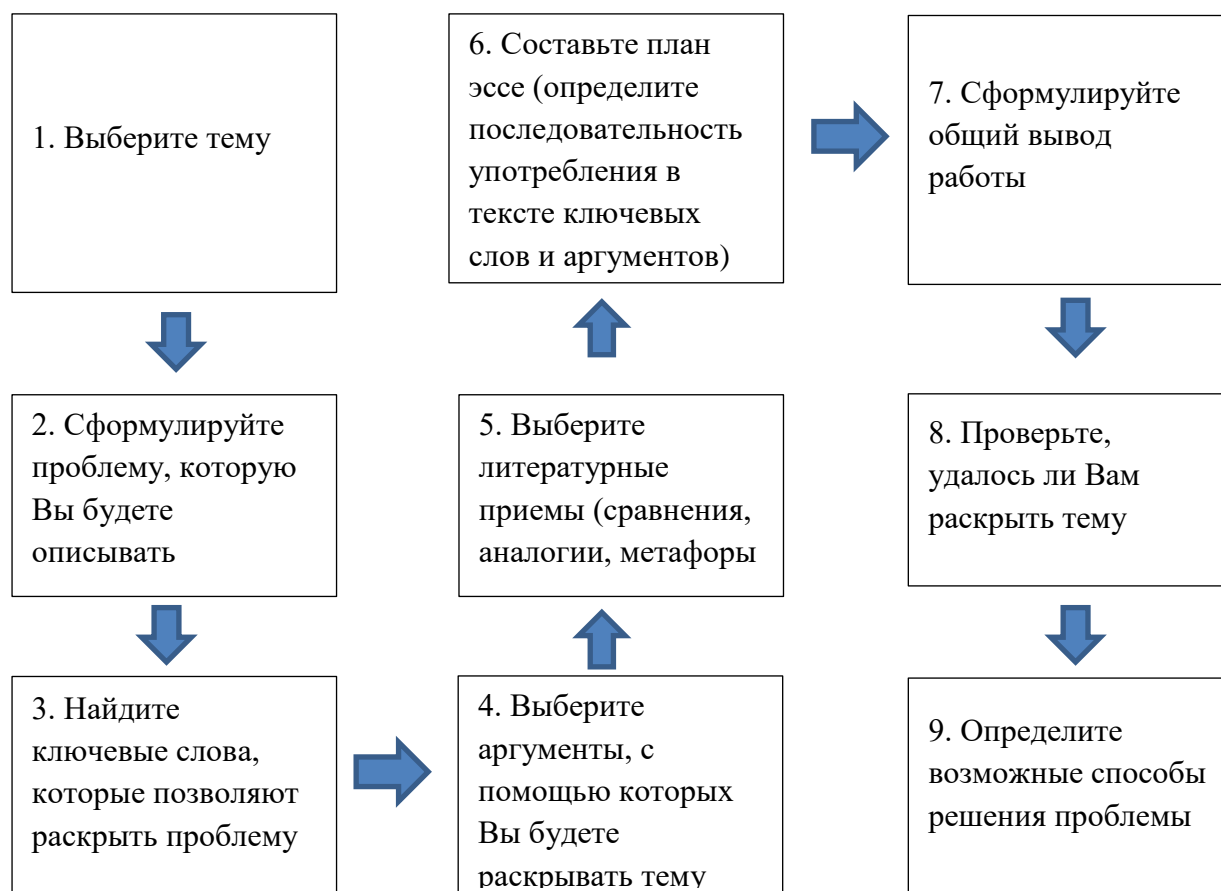 1. Выберите тему
2. Сформулируйте
проблему, которую
Вы будете
описывать
3. Найдите
ключевые слова,
которые позволяют
раскрыть проблему
4. Выберите
аргументы, с
помощью которых
Вы будете
раскрывать тему
5. Выберите
литературные
приемы (сравнения,
аналогии, метафоры
6. Составьте план
эссе (определите
последовательность
употребления в
тексте ключевых
слов и аргументов)
7. Сформулируйте
общий вывод
работы
8. Проверьте,
удалось ли Вам
раскрыть тему
9. Определите
возможные способы
решения проблемы